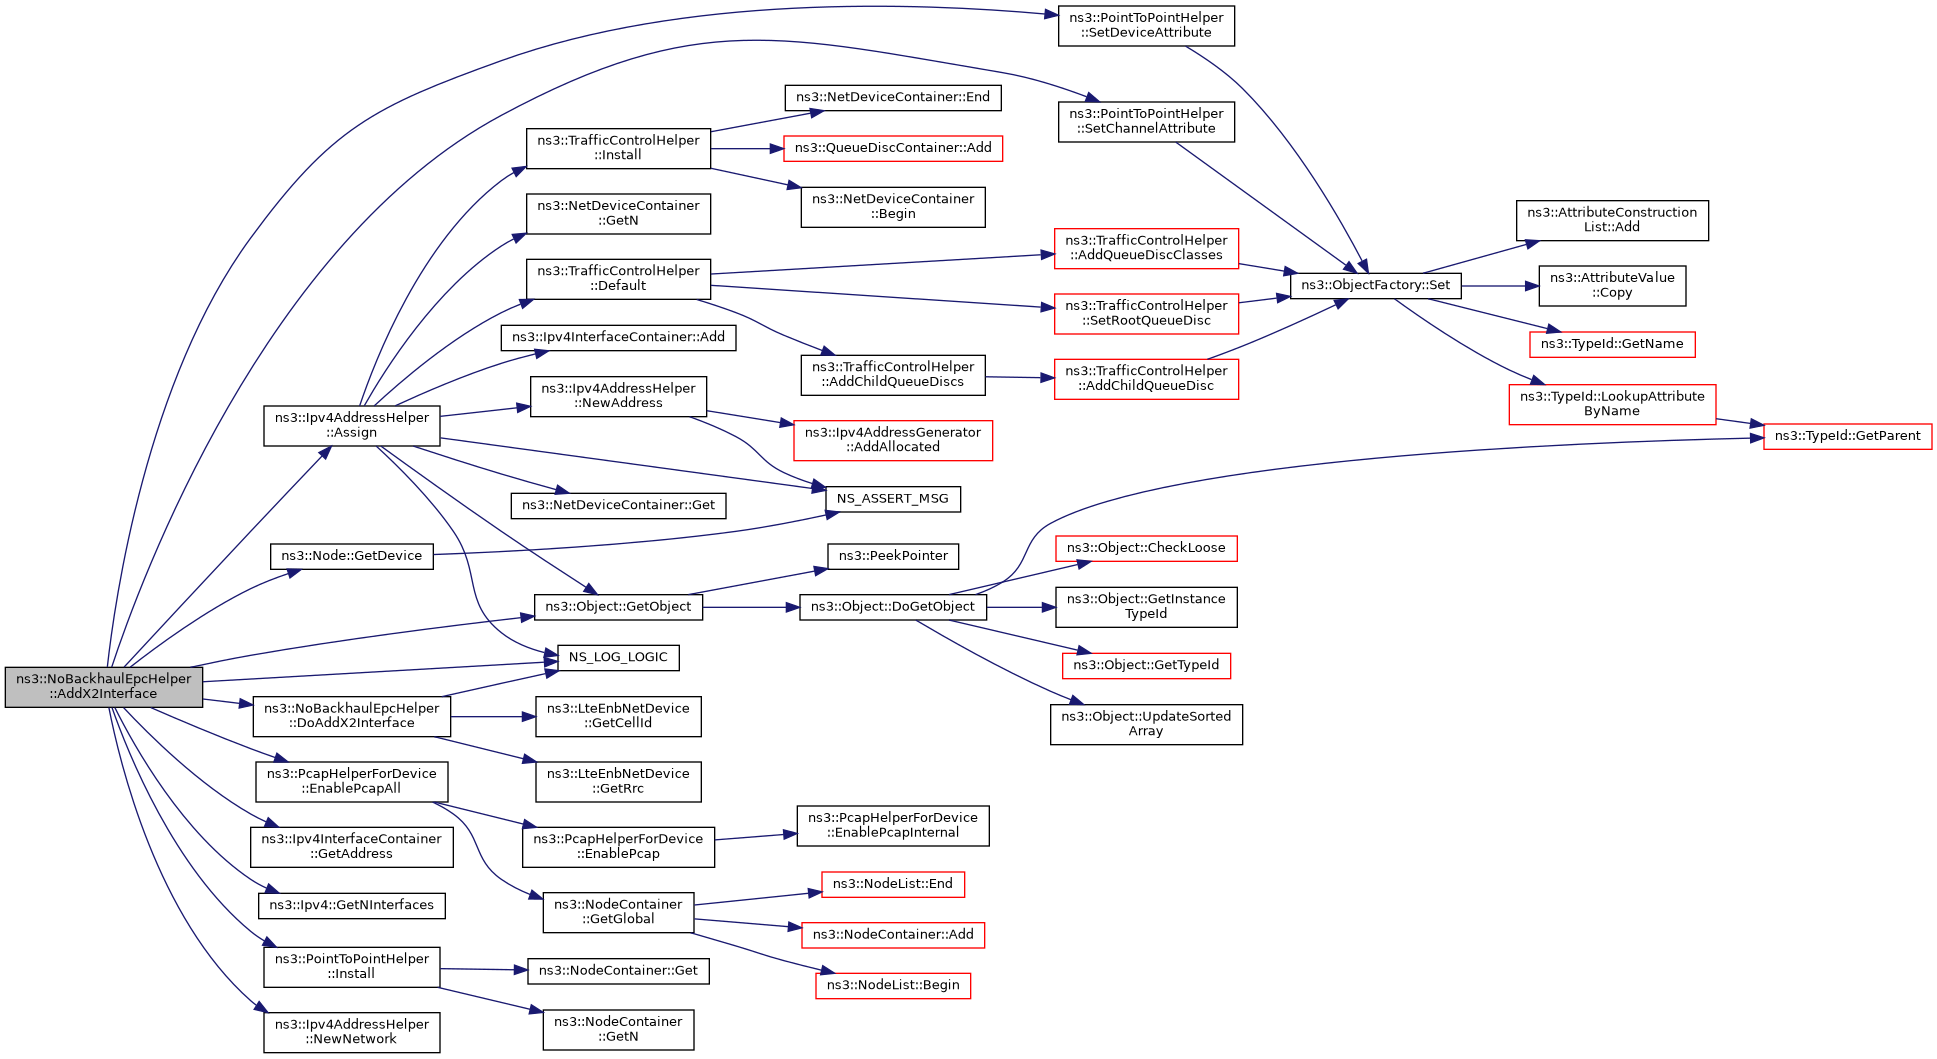 ns3::PointToPointHelper
::SetDeviceAttribute
ns3::NetDeviceContainer::End
ns3::PointToPointHelper
::SetChannelAttribute
ns3::TrafficControlHelper
::Install
ns3::QueueDiscContainer::Add
ns3::NetDeviceContainer
::Begin
ns3::NetDeviceContainer
::GetN
ns3::AttributeConstruction
List::Add
ns3::TrafficControlHelper
::AddQueueDiscClasses
ns3::TrafficControlHelper
::Default
ns3::ObjectFactory::Set
ns3::AttributeValue
::Copy
ns3::TrafficControlHelper
::SetRootQueueDisc
ns3::Ipv4InterfaceContainer::Add
ns3::TypeId::GetName
ns3::TrafficControlHelper
::AddChildQueueDiscs
ns3::TrafficControlHelper
::AddChildQueueDisc
ns3::Ipv4AddressHelper
::NewAddress
ns3::TypeId::LookupAttribute
ByName
ns3::Ipv4AddressHelper
::Assign
ns3::Ipv4AddressGenerator
::AddAllocated
ns3::TypeId::GetParent
ns3::NetDeviceContainer::Get
NS_ASSERT_MSG
ns3::Node::GetDevice
ns3::PeekPointer
ns3::Object::CheckLoose
ns3::Object::GetObject
ns3::Object::DoGetObject
ns3::Object::GetInstance
TypeId
NS_LOG_LOGIC
ns3::Object::GetTypeId
ns3::NoBackhaulEpcHelper
::AddX2Interface
ns3::NoBackhaulEpcHelper
::DoAddX2Interface
ns3::LteEnbNetDevice
::GetCellId
ns3::Object::UpdateSorted
Array
ns3::PcapHelperForDevice
::EnablePcapAll
ns3::LteEnbNetDevice
::GetRrc
ns3::Ipv4InterfaceContainer
::GetAddress
ns3::PcapHelperForDevice
::EnablePcap
ns3::PcapHelperForDevice
::EnablePcapInternal
ns3::Ipv4::GetNInterfaces
ns3::NodeContainer
::GetGlobal
ns3::NodeList::End
ns3::NodeContainer::Add
ns3::PointToPointHelper
::Install
ns3::NodeContainer::Get
ns3::NodeList::Begin
ns3::Ipv4AddressHelper
::NewNetwork
ns3::NodeContainer
::GetN